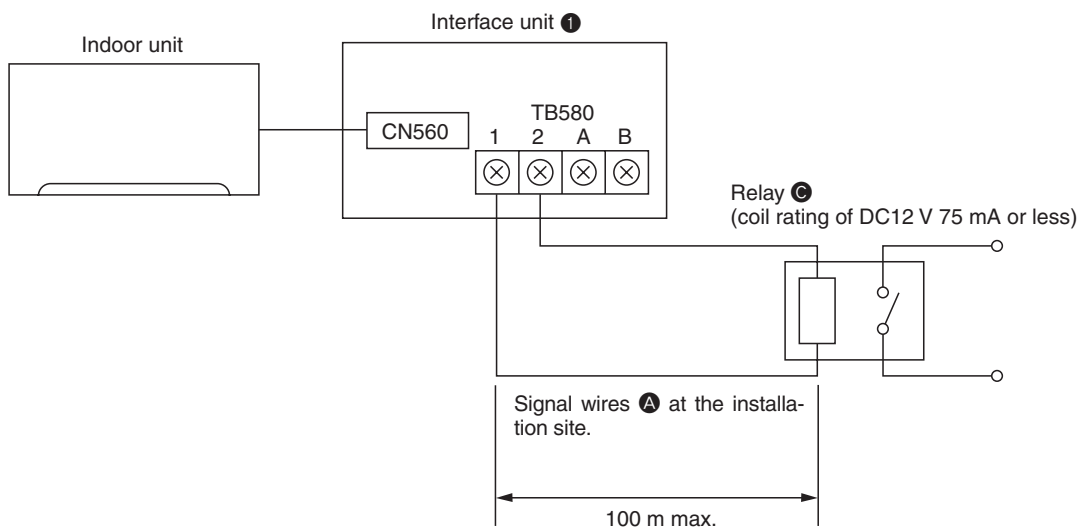 Interface unit ❶
Indoor unit
TB580
CN560
1 2 A B
Relay 🅒
(coil rating of DC12 V 75 mA or less)
Signal wires 🅐 at the installa-
tion site.
100 m max.